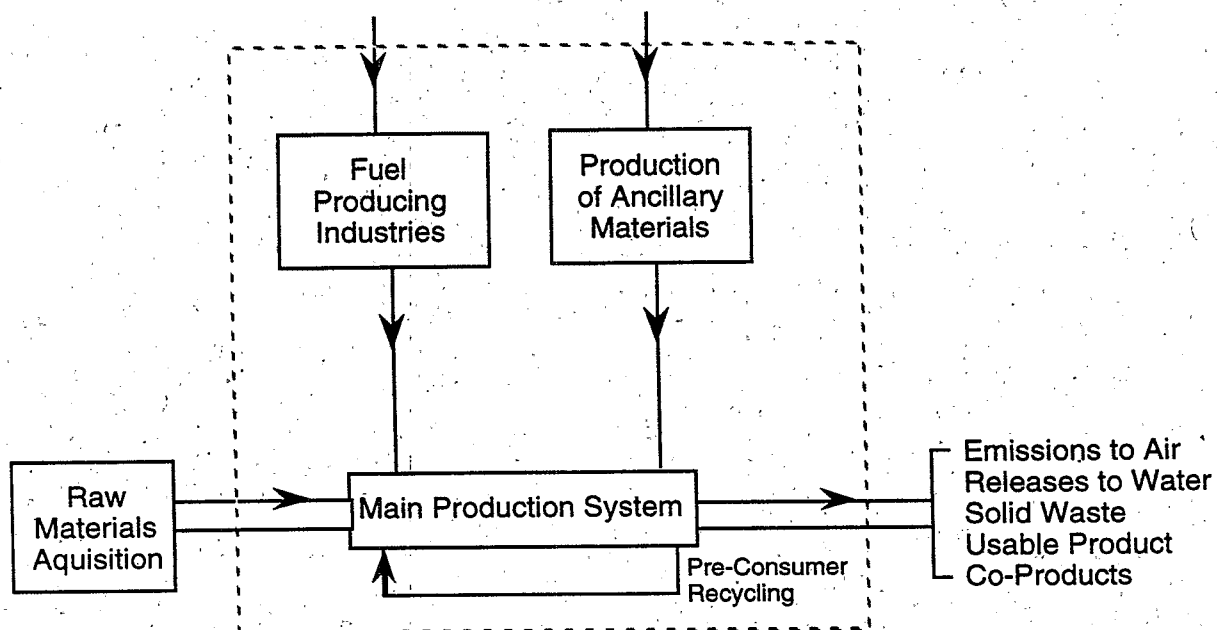 Fuel
Producing
Industries
Production
of Ancillary
Materials
Raw
Materials
Aquisition
Main Production System
Pre-Consumer
Recycling
Emissions to Air
Releases to Water
Solid Waste
Usable Product
Co-Products